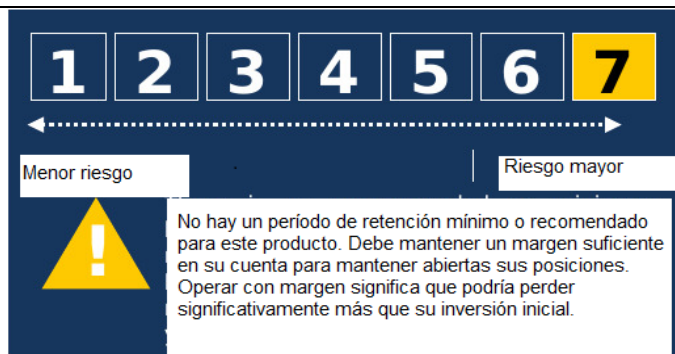 1 2 3 4 5 6 7
Menor riesgo
Riesgo mayor
!
No hay un período de retención mínimo o recomendado
para este producto. Debe mantener un margen suficiente
en su cuenta para mantener abiertas sus posiciones.
Operar con margen significa que podría perder
significativamente más que su inversión inicial.